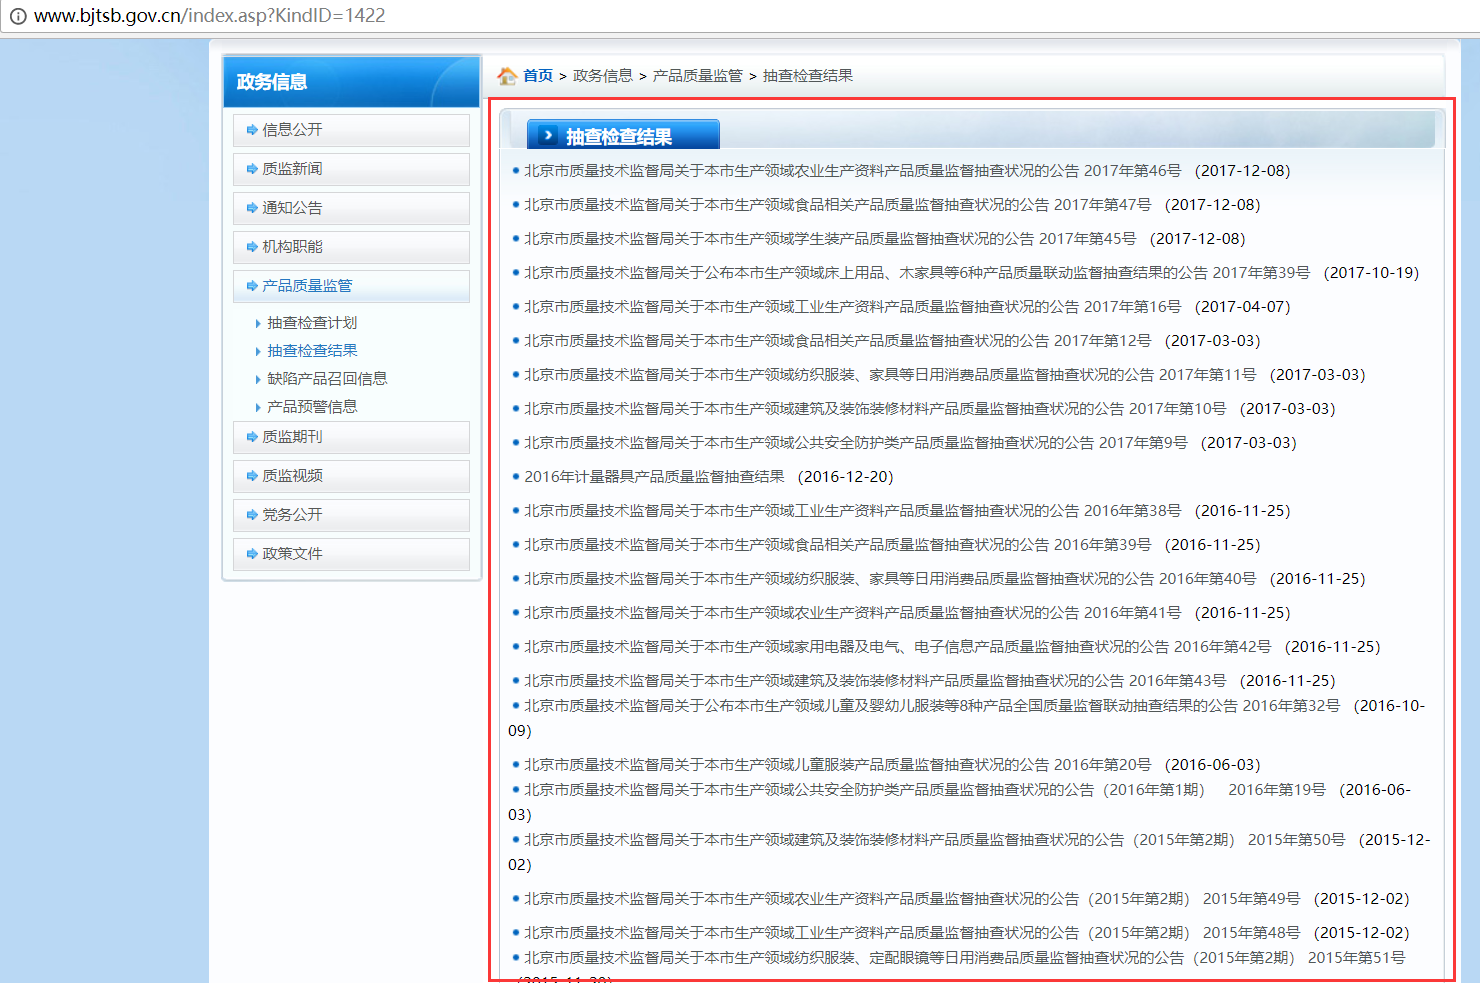 www.bjtsb.gov.cn/index.asp?KindID=1422
政务信息
信息公开
质监新闻
通知公告
机构职能
产品质量监管
抽查检查计划
抽查检查结果
缺陷产品召回信息
产品预警信息
质监期刊
质监视频
党务公开
政策文件
首页 > 政务信息 > 产品质量监管 > 抽查检查结果
抽查检查结果
北京市质量技术监督局关于本市生产领域农业生产资料产品质量监督抽查状况的公告 2017年第46号 (2017-12-08)
北京市质量技术监督局关于本市生产领域食品相关产品质量监督抽查状况的公告 2017年第47号 (2017-12-08)
北京市质量技术监督局关于本市生产领域学生装产品质量监督抽查状况的公告 2017年第45号 (2017-12-08)
北京市质量技术监督局关于公布本市生产领域床上用品、木家具等6种产品质量联动监督抽查结果的公告 2017年第39号 (2017-10-19)
北京市质量技术监督局关于本市生产领域工业生产资料产品质量监督抽查状况的公告 2017年第16号 (2017-04-07)
北京市质量技术监督局关于本市生产领域食品相关产品质量监督抽查状况的公告 2017年第12号 (2017-03-03)
北京市质量技术监督局关于本市生产领域纺织服装、家具等日用消费品质量监督抽查状况的公告 2017年第11号 (2017-03-03)
北京市质量技术监督局关于本市生产领域建筑及装饰装修材料产品质量监督抽查状况的公告 2017年第10号 (2017-03-03)
北京市质量技术监督局关于本市生产领域公共安全防护类产品质量监督抽查状况的公告 2017年第9号 (2017-03-03)
2016年计量器具产品质量监督抽查结果 (2016-12-20)
北京市质量技术监督局关于本市生产领域工业生产资料产品质量监督抽查状况的公告 2016年第38号 (2016-11-25)
北京市质量技术监督局关于本市生产领域食品相关产品质量监督抽查状况的公告 2016年第39号 (2016-11-25)
北京市质量技术监督局关于本市生产领域纺织服装、家具等日用消费品质量监督抽查状况的公告 2016年第40号 (2016-11-25)
北京市质量技术监督局关于本市生产领域农业生产资料产品质量监督抽查状况的公告 2016年第41号 (2016-11-25)
北京市质量技术监督局关于本市生产领域家用电器及电气、电子信息产品质量监督抽查状况的公告 2016年第42号 (2016-11-25)
北京市质量技术监督局关于本市生产领域建筑及装饰装修材料产品质量监督抽查状况的公告 2016年第43号 (2016-11-25)
北京市质量技术监督局关于公布本市生产领域儿童及婴幼儿服装等8种产品全国质量监督联动抽查结果的公告 2016年第32号 (2016-10-
09)
北京市质量技术监督局关于本市生产领域儿童服装产品质量监督抽查状况的公告 2016年第20号 (2016-06-03)
北京市质量技术监督局关于本市生产领域公共安全防护类产品质量监督抽查状况的公告（2016年第1期） 2016年第19号 (2016-06-
03)
北京市质量技术监督局关于本市生产领域建筑及装饰装修材料产品质量监督抽查状况的公告（2015年第2期） 2015年第50号 (2015-12-
02)
北京市质量技术监督局关于本市生产领域农业生产资料产品质量监督抽查状况的公告（2015年第2期） 2015年第49号 (2015-12-02)
北京市质量技术监督局关于本市生产领域工业生产资料产品质量监督抽查状况的公告（2015年第2期） 2015年第48号 (2015-12-02)
北京市质量技术监督局关于本市生产领域纺织服装、定配眼镜等日用消费品质量监督抽查状况的公告（2015年第2期） 2015年第51号